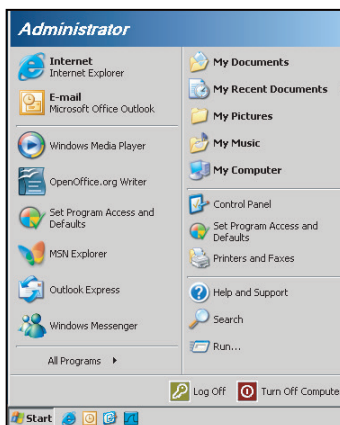 Administrator
Internet
Internet Explorer
E-mail
Microsoft Office Outlook
Windows Media Player
OpenOffice.org Writer
Set Program Access and
Defaults
MSN Explorer
Outlook Express
Windows Messenger
All Programs
My Documents
My Recent Documents
My Pictures
My Music
My Computer
Control Panel
Set Program Access and
Defaults
Printers and Faxes
Help and Support
Search
Run...
Log Off
Turn Off Compute
Start